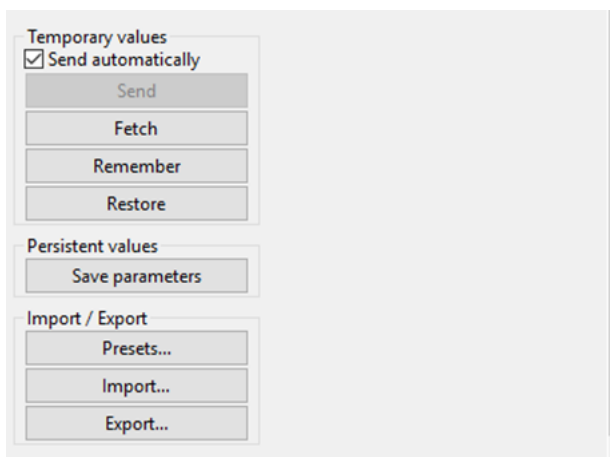 Temporary values
Send automatically
Send
Fetch
Remember
Restore
Persistent values
Save parameters
Import / Export
Presets...
Import...
Export...